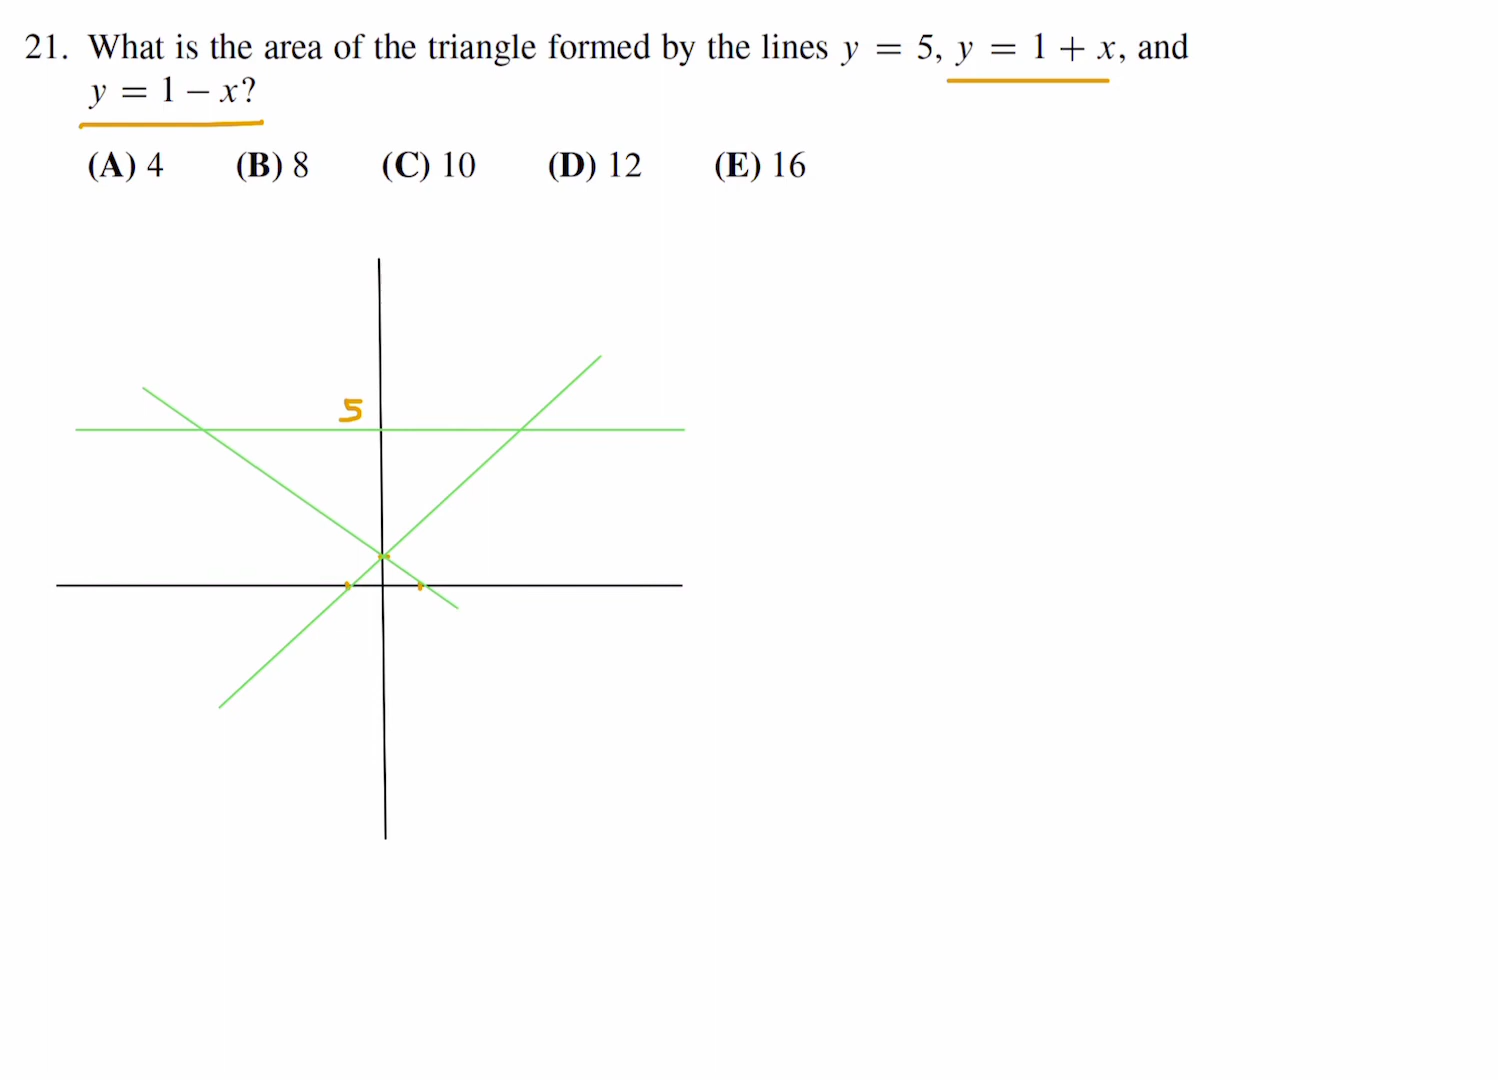 21. What is the area of the triangle formed by the lines y = 5, y = 1 + x, and
y = 1 – x?
(A) 4 (B) 8 (C) 10 (D) 12 (E) 16
5